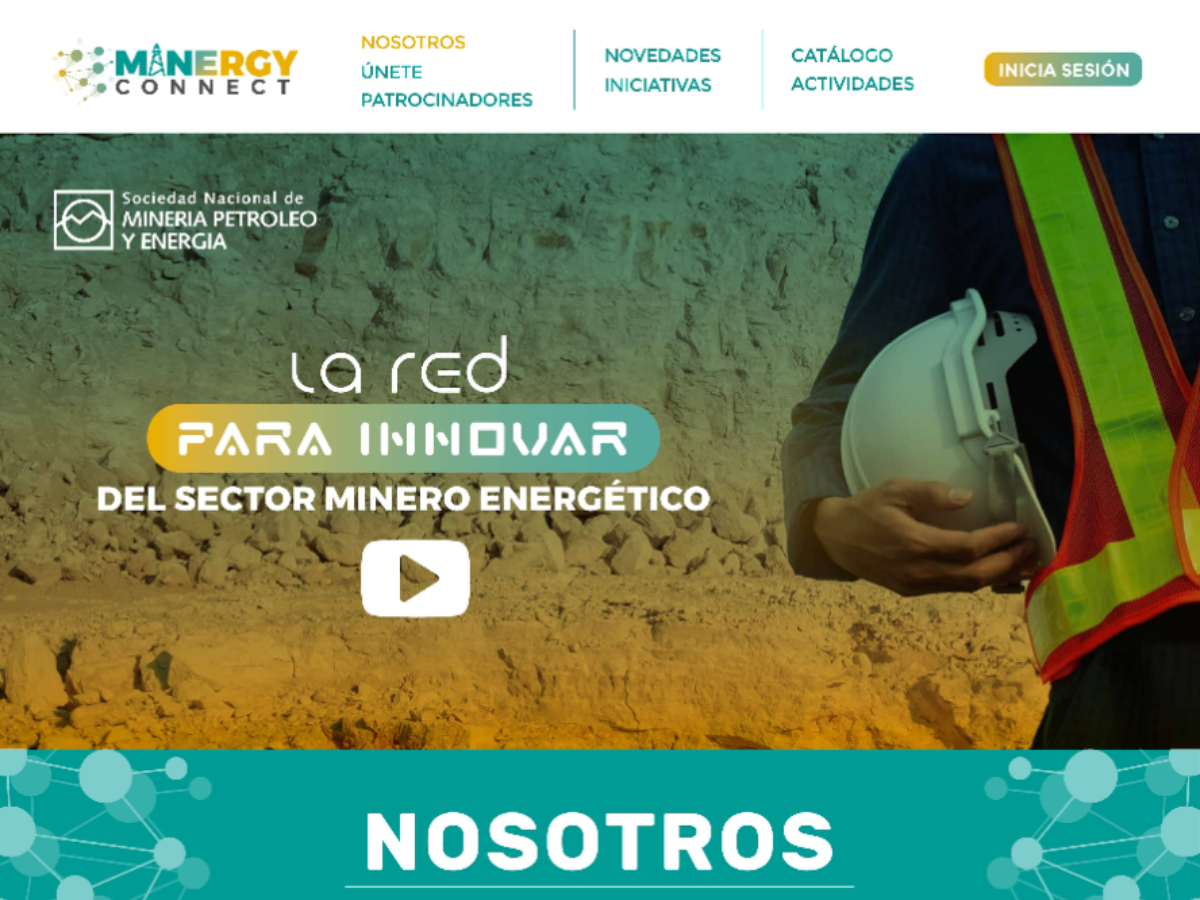 MINERGY
CONNECT
NOSOTROS
ÚNETE
PATROCINADORES
NOVEDADES
INICIATIVAS
CATÁLOGO
ACTIVIDADES
INICIA SESIÓN
Sociedad Nacional de
MINERIA PETROLEO
Y ENERGIA
La red
PARA INNOVAR
DEL SECTOR MINERO ENERGÉTICO
NOSOTROS